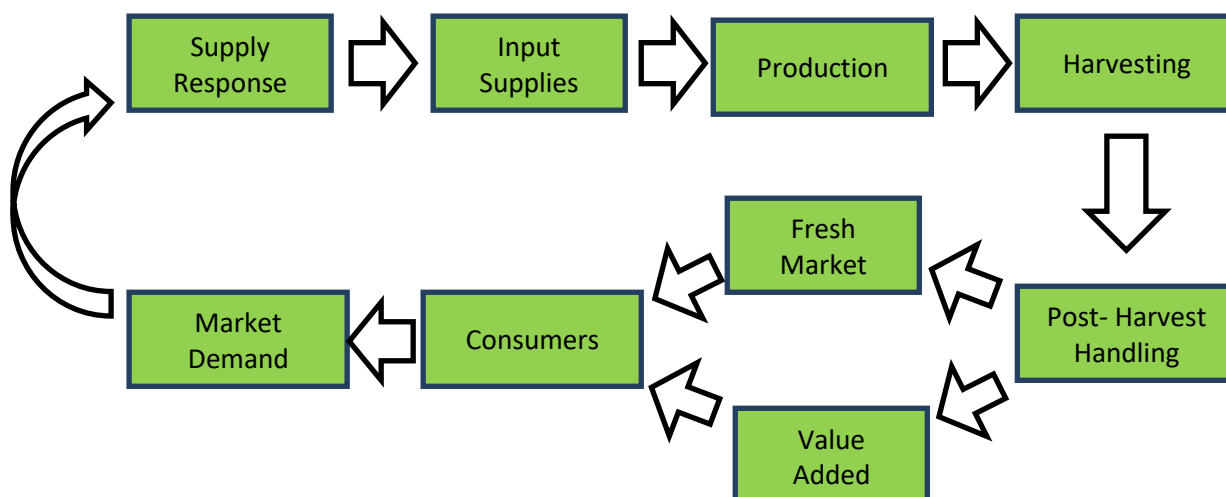 Supply
Response
Input
Supplies
Production
Harvesting
Fresh
Market
Post- Harvest
Handling
Market
Demand
Consumers
Value
Added